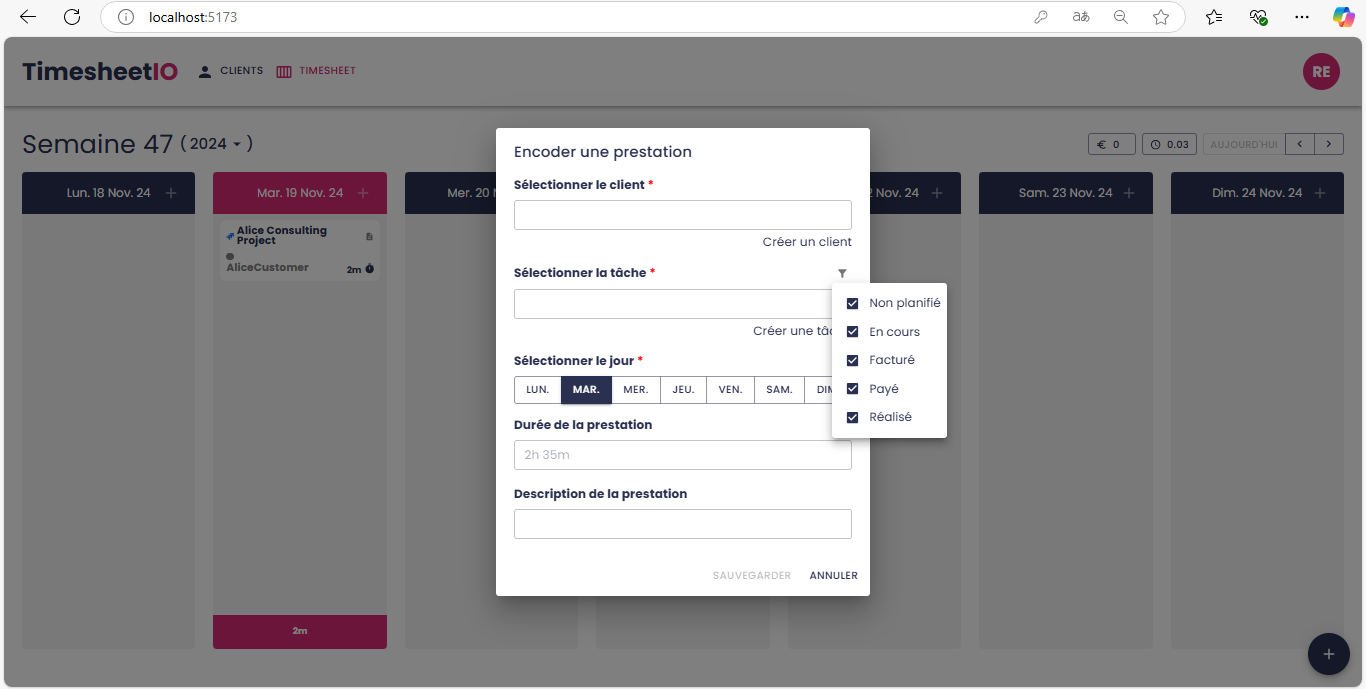 localhost:5173
TimesheetIO
CLIENTS
TIMESHEET
RE
Semaine 47 ( 2024 )
€ 0
0.03
AUJOURD'HUI
Lun. 18 Nov. 24 +
Mar. 19 Nov. 24 +
Mer. 20
Nov. 24 +
Sam. 23 Nov. 24 +
Dim. 24 Nov. 24 +
Alice Consulting
Project
AliceCustomer
2m
2m
Encoder une prestation
Sélectionner le client *
Créer un client
Sélectionner la tâche *
Créer une
Non planifié
En cours
Facturé
Payé
Réalisé
Sélectionner le jour *
LUN. MAR. MER. JEU. VEN. SAM.
Durée de la prestation
2h 35m
Description de la prestation
SAUVEGARDER ANNULER
+